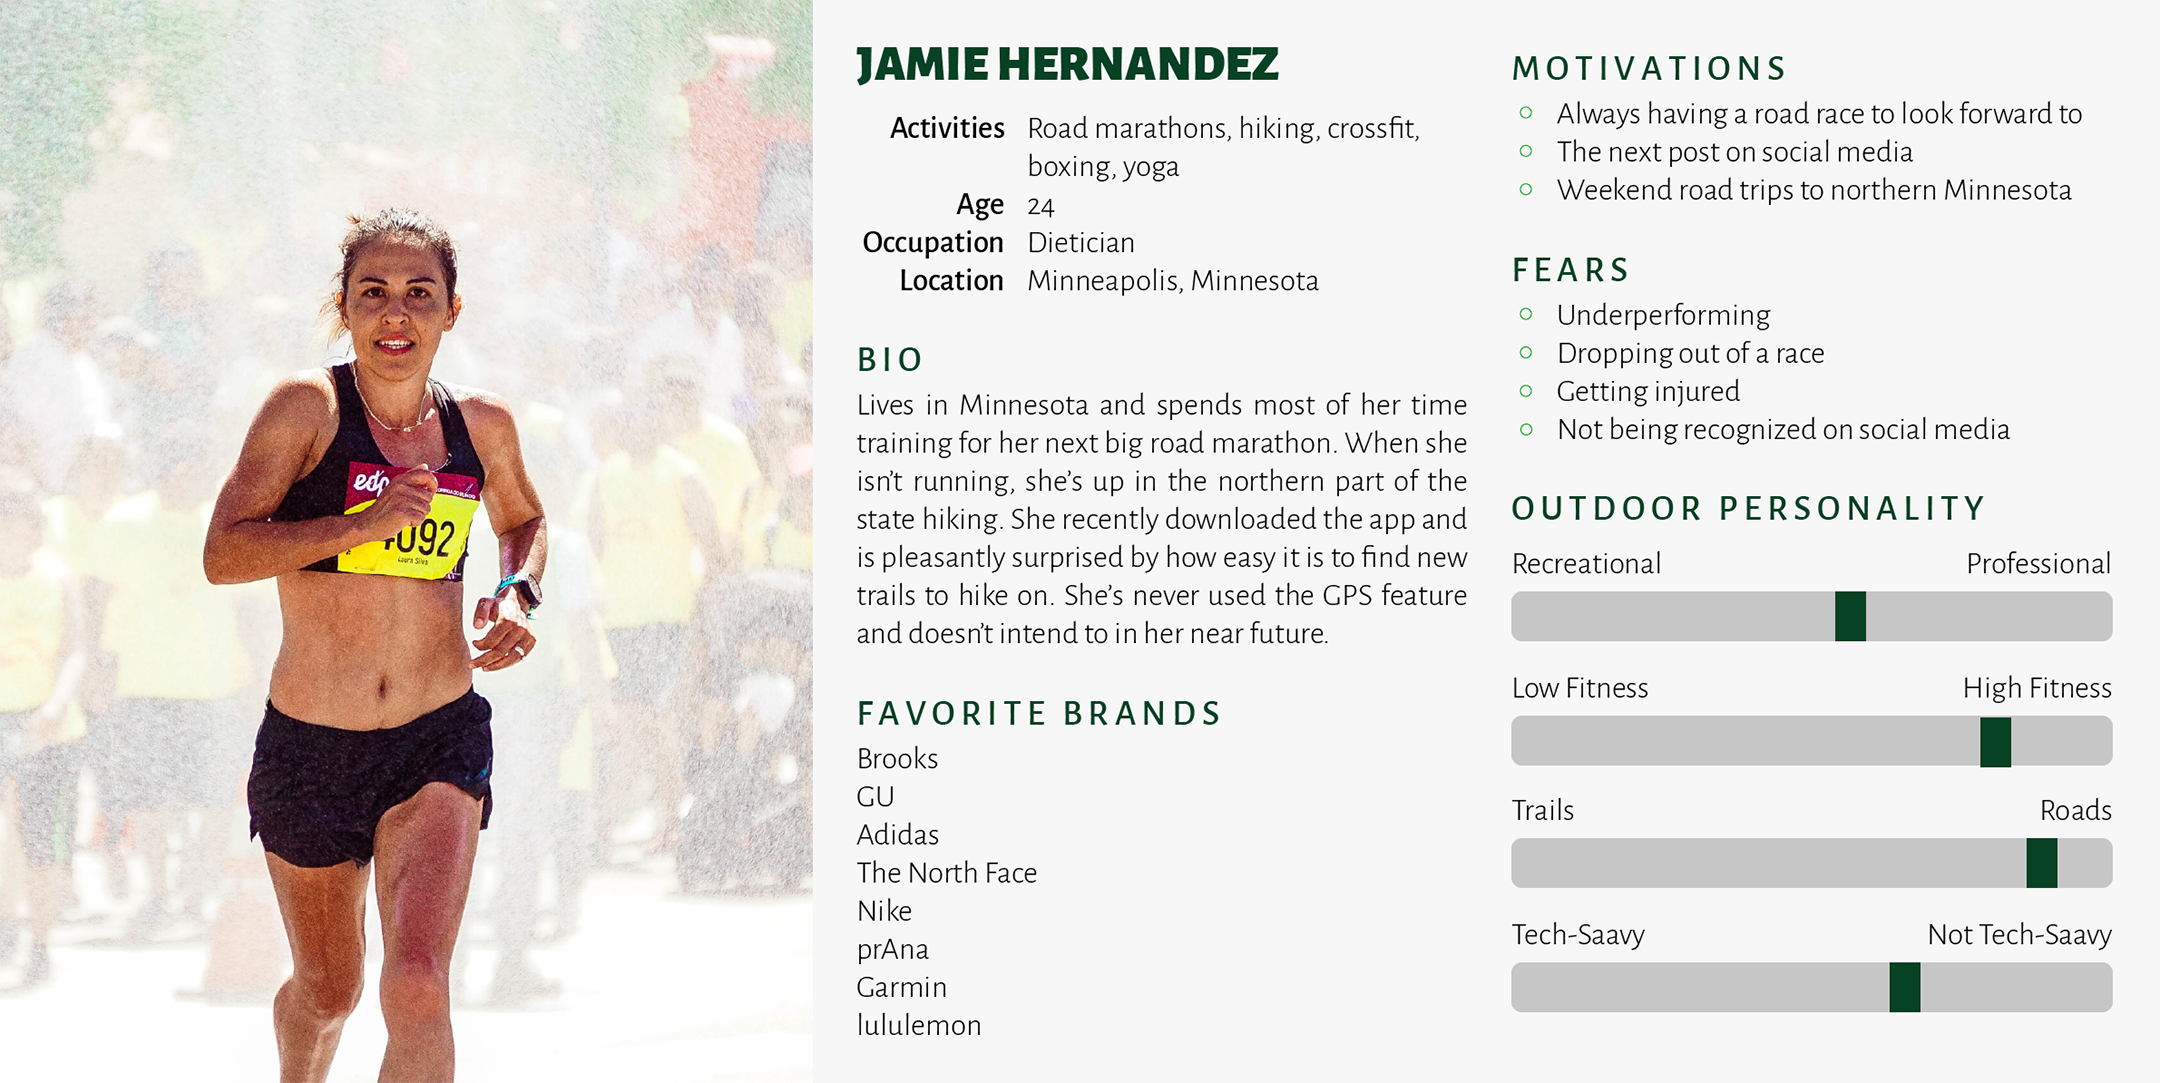 JAMIE HERNANDEZ
Activities Road marathons, hiking, crossfit,
boxing, yoga
Age 24
Occupation Dietician
Location Minneapolis, Minnesota
BIO
Lives in Minnesota and spends most of her time
training for her next big road marathon. When she
isn't running, she's up in the northern part of the
state hiking. She recently downloaded the app and
is pleasantly surprised by how easy it is to find new
trails to hike on. She's never used the GPS feature
and doesn't intend to in her near future.
FAVORITE BRANDS
Brooks
GU
Adidas
The North Face
Nike
prAna
Garmin
lululemon
MOTIVATIONS
Always having a road race to look forward to
The next post on social media
Weekend road trips to northern Minnesota
FEARS
Underperforming
Dropping out of a race
Getting injured
Not being recognized on social media
OUTDOOR PERSONALITY
Recreational Professional
Low Fitness High Fitness
Trails Roads
Tech-Saavy Not Tech-Saavy
edp
4092
Laura Silva